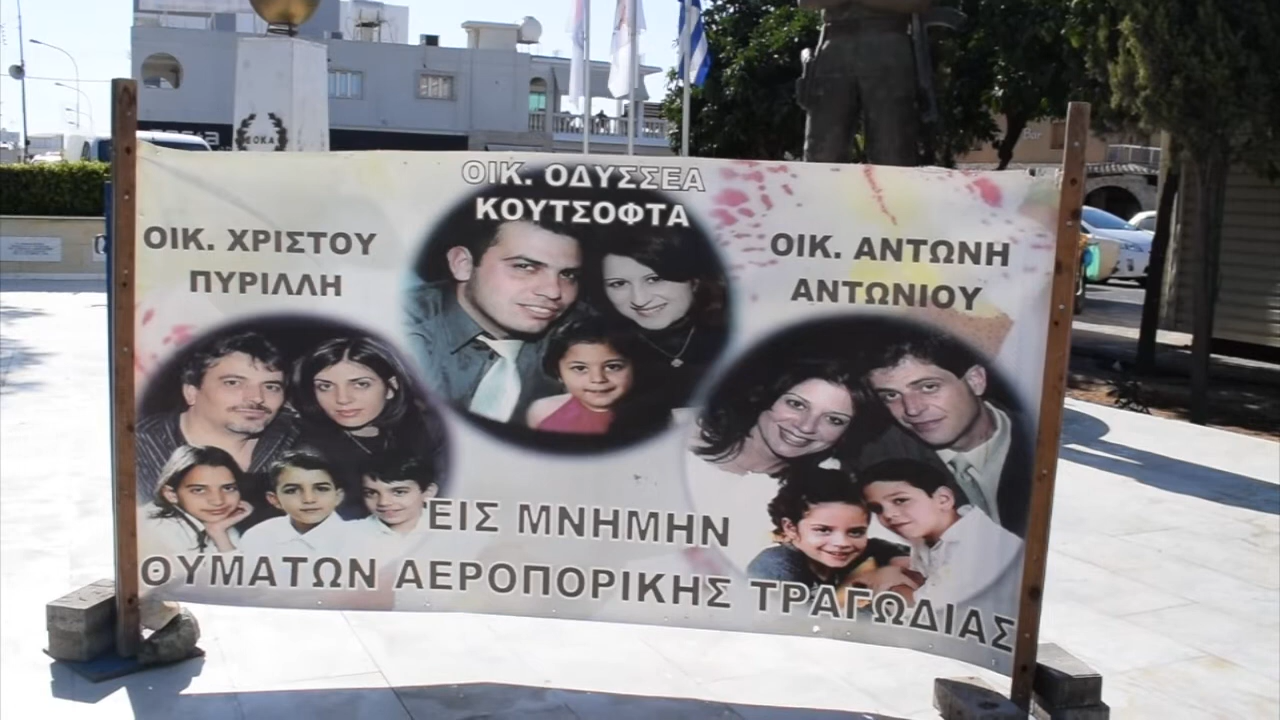 ΕΟΚΑ
ΟΙΚ. ΟΔΥΣΣΕΑ
ΚΟΥΤΣΟΦΤΑ
ΟΙΚ. ΧΡΙΣΤΟΥ
ΠΥΡΙΛΛΗ
ΟΙΚ. ΑΝΤΩΝΗ
ΑΝΤΩΝΙΟΥ
ΕΙΣ ΜΝΗΜΗΝ
ΘΥΜΑΤΩΝ ΑΕΡΟΠΟΡΙΚΗΣ ΤΡΑΓΩΔΙΑΣ